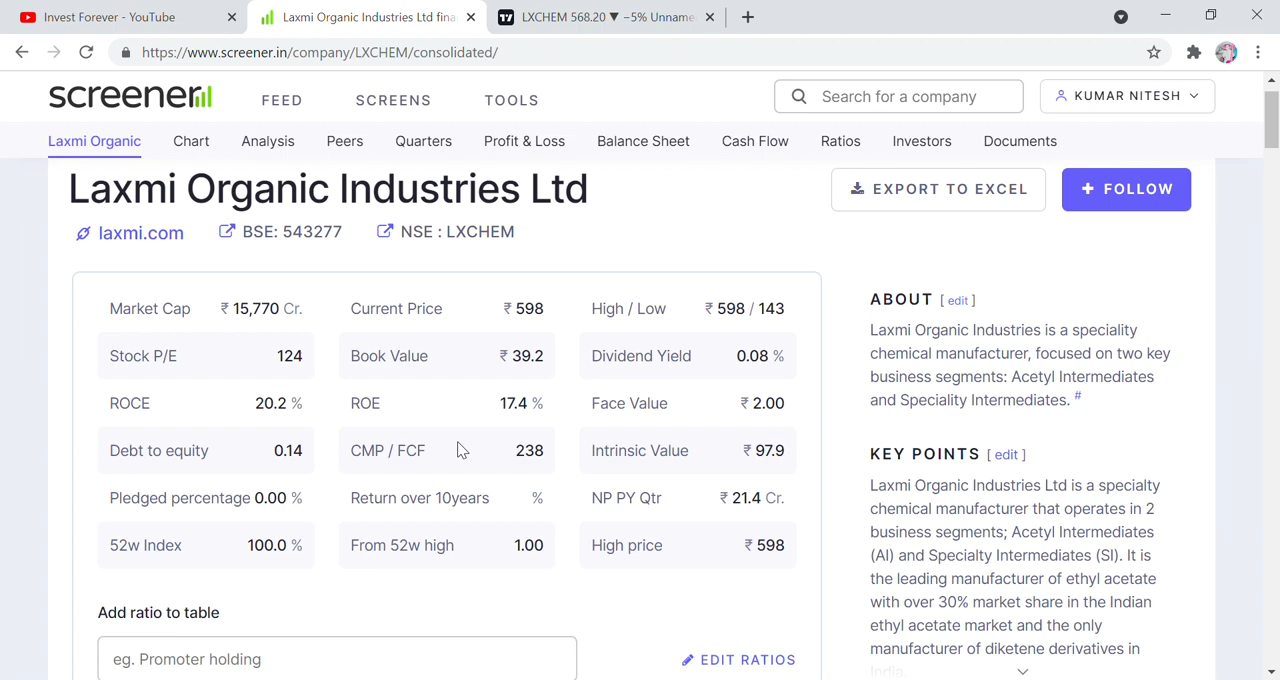 Invest Forever - YouTube
Laxmi Organic Industries Ltd fina
LXCHEM 568.20 ▼ −5% Unname
https://www.screener.in/company/LXCHEM/consolidated/
screener
FEED
SCREENS
TOOLS
Search for a company
KUMAR NITESH
Laxmi Organic
Chart
Analysis
Peers
Quarters
Profit & Loss
Balance Sheet
Cash Flow
Ratios
Investors
Documents
Laxmi Organic Industries Ltd
EXPORT TO EXCEL
+ FOLLOW
laxmi.com
BSE: 543277
NSE : LXCHEM
Market Cap ₹ 15,770 Cr.
Current Price ₹ 598
High / Low ₹ 598 / 143
Stock P/E 124
Book Value ₹ 39.2
Dividend Yield 0.08 %
ROCE 20.2 %
ROE 17.4 %
Face Value ₹ 2.00
Debt to equity 0.14
CMP / FCF 238
Intrinsic Value ₹ 97.9
Pledged percentage 0.00 %
Return over 10years %
NP PY Qtr ₹ 21.4 Cr.
52w Index 100.0 %
From 52w high 1.00
High price ₹ 598
Add ratio to table
eg. Promoter holding
EDIT RATIOS
ABOUT [ edit ]
Laxmi Organic Industries is a speciality
chemical manufacturer, focused on two key
business segments: Acetyl Intermediates
and Speciality Intermediates. #
KEY POINTS [ edit ]
Laxmi Organic Industries Ltd is a specialty
chemical manufacturer that operates in 2
business segments; Acetyl Intermediates
(AI) and Specialty Intermediates (SI). It is
the leading manufacturer of ethyl acetate
with over 30% market share in the Indian
ethyl acetate market and the only
manufacturer of diketene derivatives in
India.